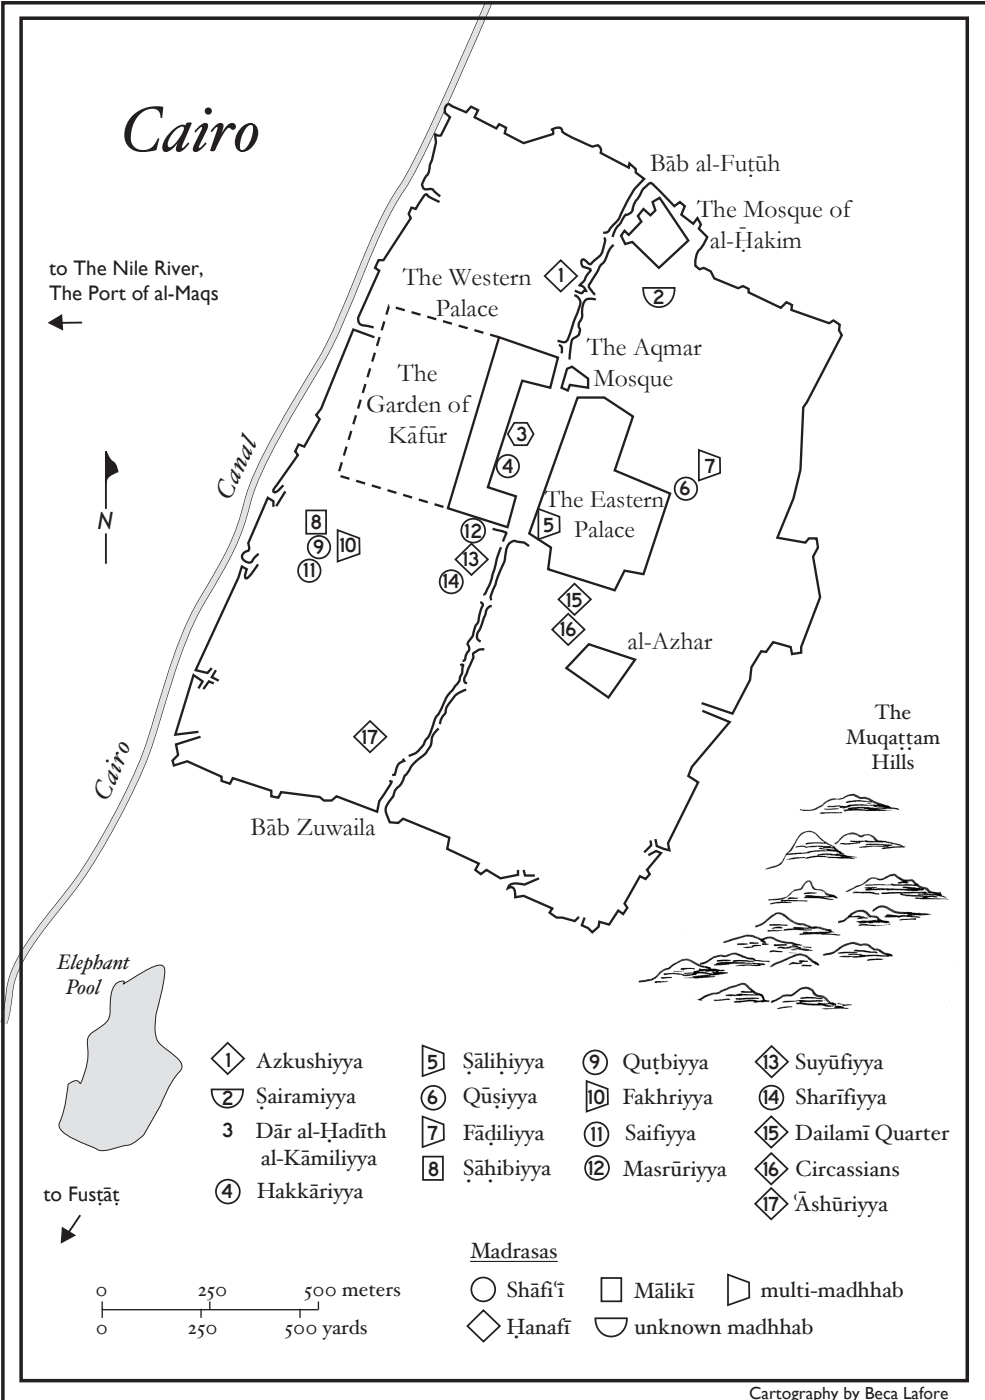 Cairo
Bāb al-Futūḥ
The Mosque of
al-Ḥakim
to The Nile River,
The Port of al-Maqs
The Western
Palace
1
2
The Aqmar
Mosque
The
Garden of
Kāfūr
3
4
7
6
Canal
N
The Eastern
Palace
5
8
9
10
11
12
13
14
15
16
al-Azhar
17
Cairo
The
Muqaṭṭam
Hills
Bāb Zuwaila
Elephant
Pool
to Fusṭāṭ
1 Azkushiyya
2 Ṣairamiyya
3 Dār al-Ḥadīth
al-Kāmiliyya
4 Hakkāriyya
5 Ṣāliḥiyya
6 Qūṣiyya
7 Fāḍiliyya
8 Ṣāḥibiyya
9 Quṭbiyya
10 Fakhriyya
11 Saifiyya
12 Masrūriyya
13 Suyūfiyya
14 Sharīfiyya
15 Dailamī Quarter
16 Circassians
17 ʿĀshūriyya
Madrasas
Shāfiʿī
Mālikī
multi-madhhab
Ḥanafī
unknown madhhab
0 250 500 meters
0 250 500 yards
Cartography by Beca Lafore